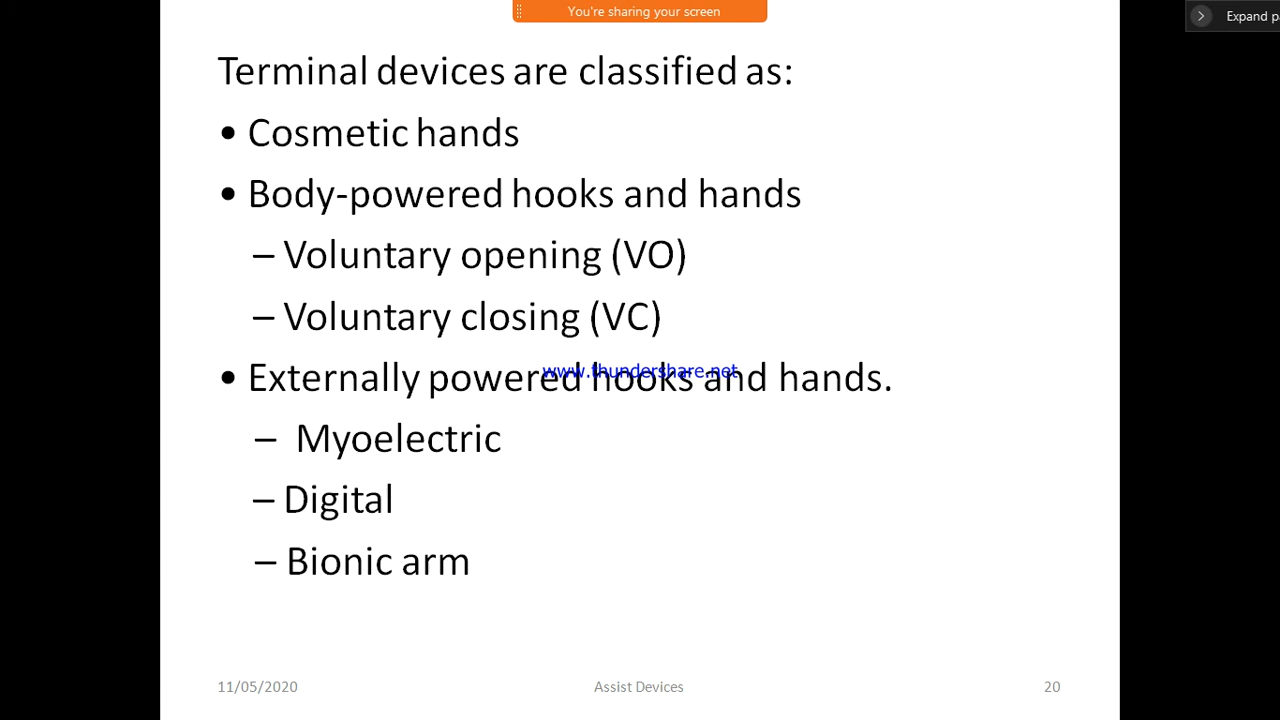 You're sharing your screen
Expand p
Terminal devices are classified as:
• Cosmetic hands
• Body-powered hooks and hands
– Voluntary opening (VO)
– Voluntary closing (VC)
• Externally powered hooks and hands.
www.thundershare.net
– Myoelectric
– Digital
– Bionic arm
11/05/2020
Assist Devices
20